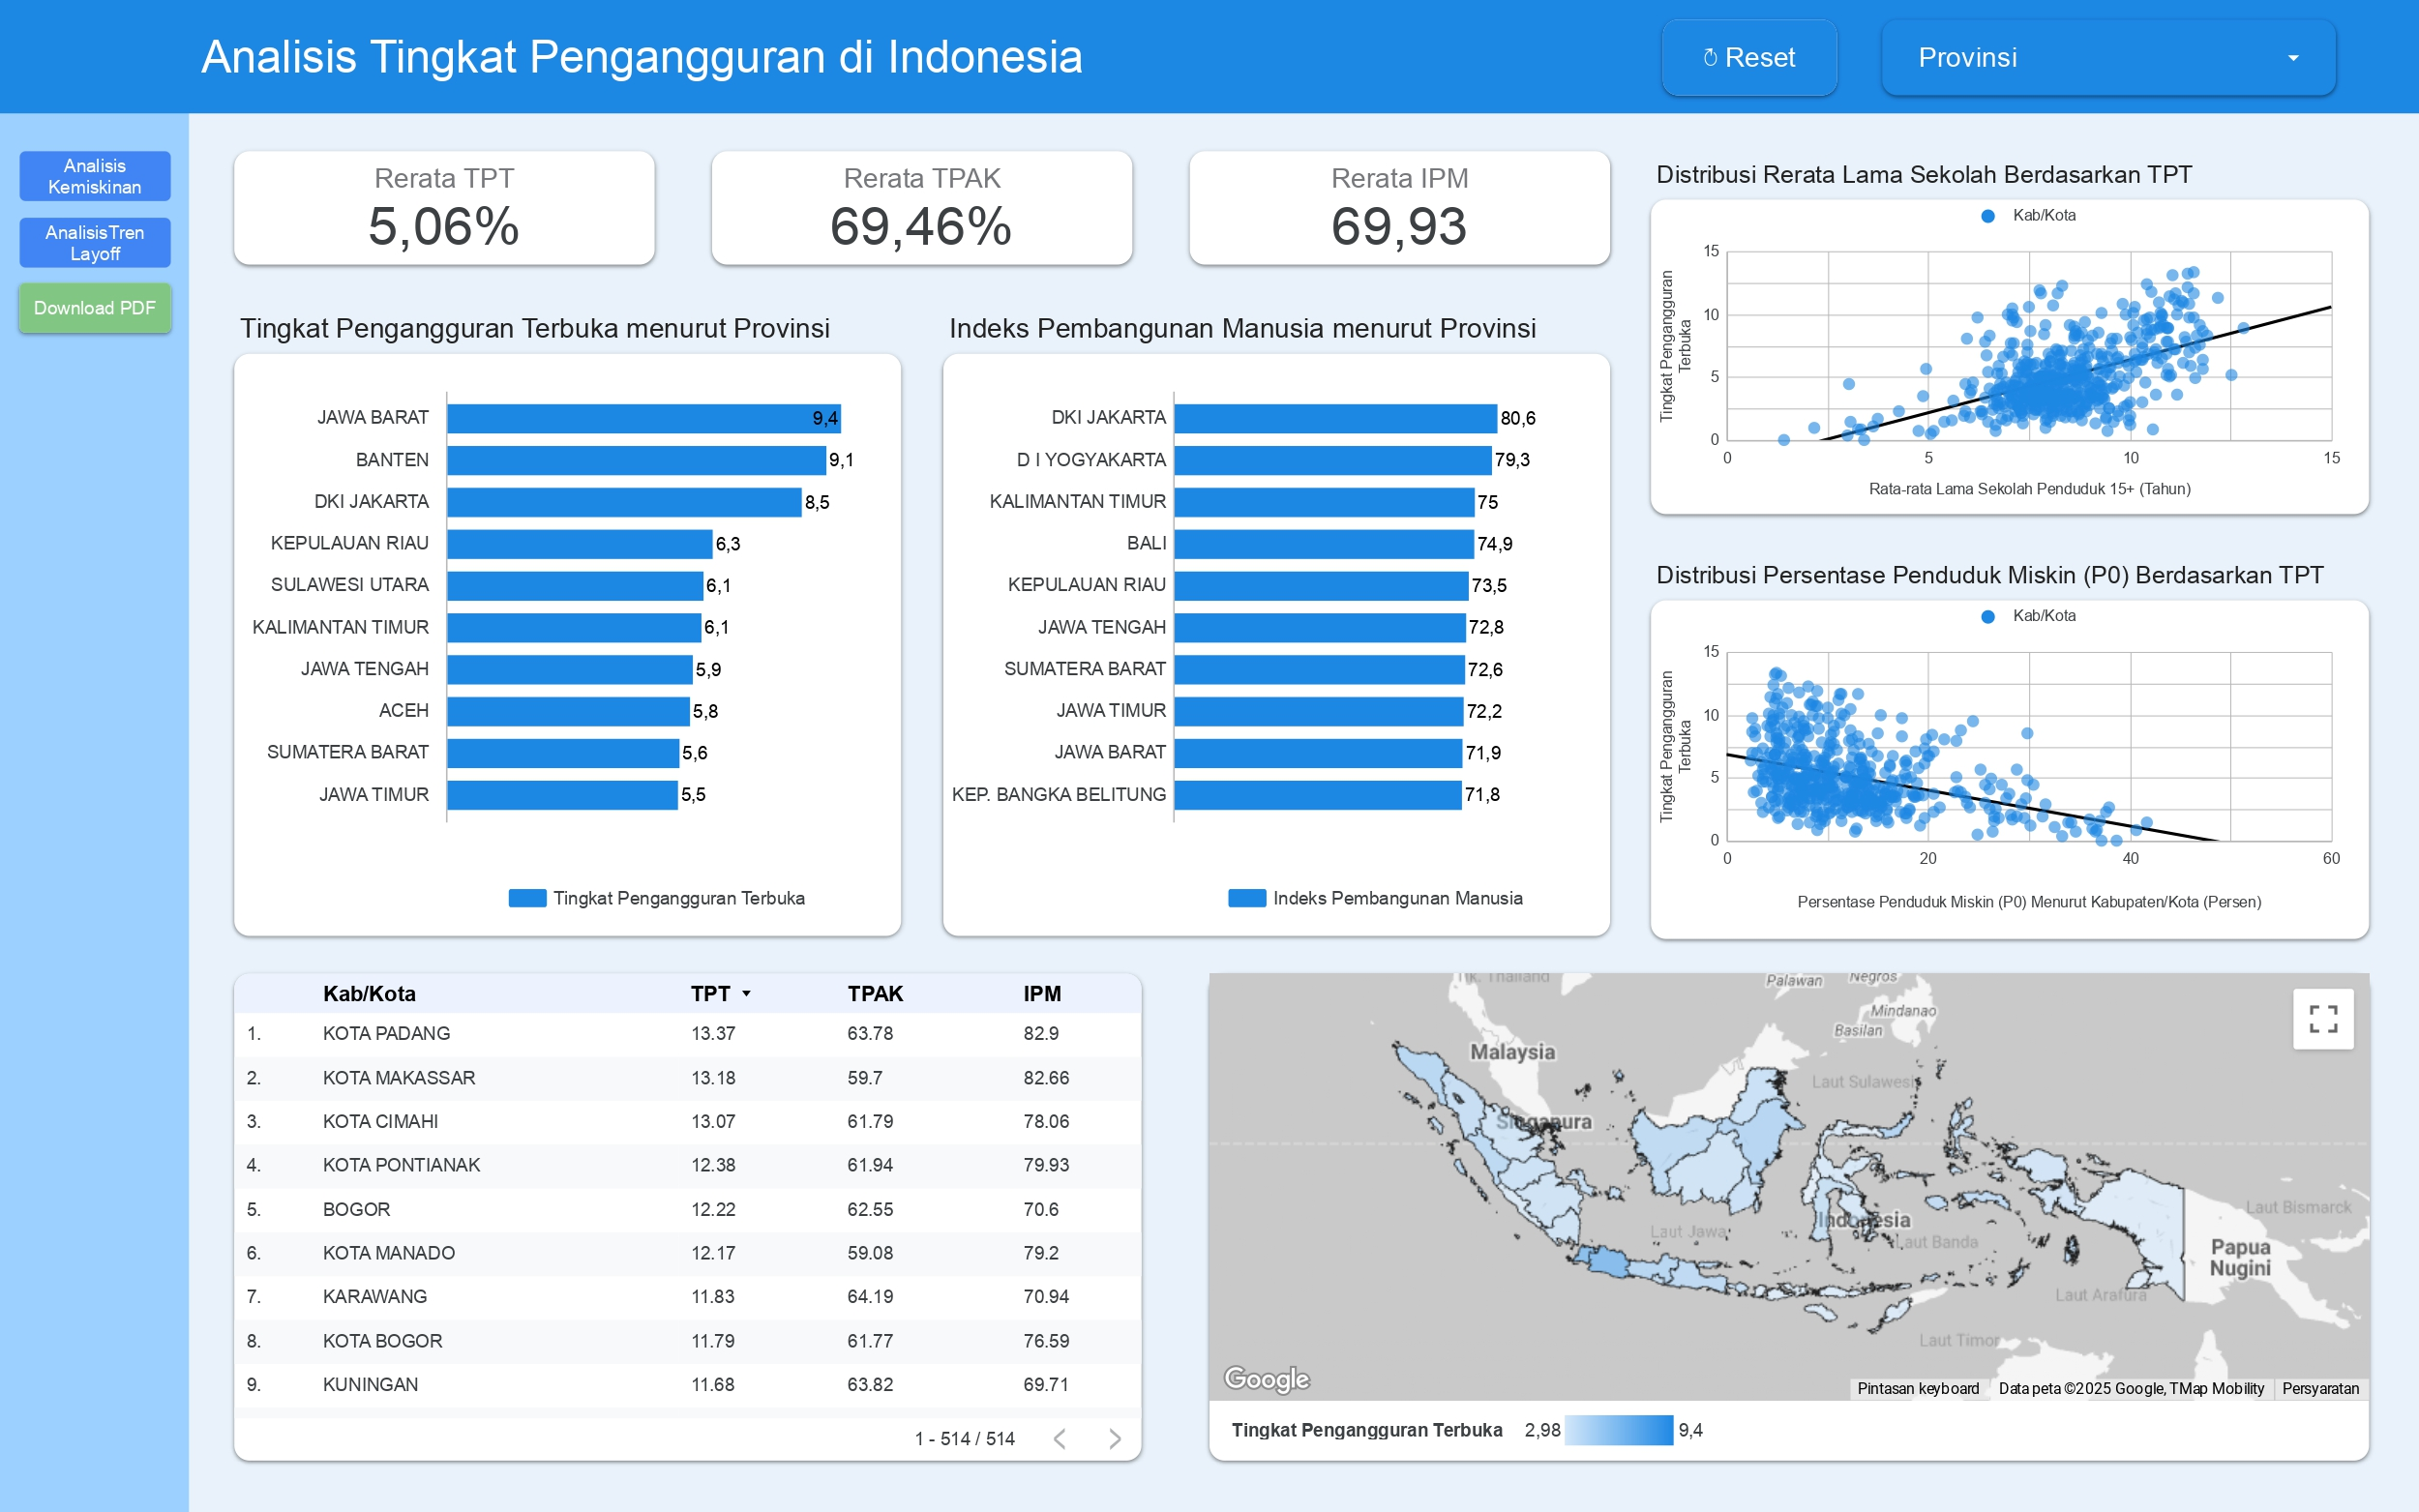 Analisis Tingkat Pengangguran di Indonesia
↻ Reset
Provinsi
Analisis
Kemiskinan
AnalisisTren
Layoff
Download PDF
Rerata TPT
5,06%
Rerata TPAK
69,46%
Rerata IPM
69,93
Tingkat Pengangguran Terbuka menurut Provinsi
JAWA BARAT 9,4
BANTEN 9,1
DKI JAKARTA 8,5
KEPULAUAN RIAU 6,3
SULAWESI UTARA 6,1
KALIMANTAN TIMUR 6,1
JAWA TENGAH 5,9
ACEH 5,8
SUMATERA BARAT 5,6
JAWA TIMUR 5,5
Tingkat Pengangguran Terbuka
Indeks Pembangunan Manusia menurut Provinsi
DKI JAKARTA 80,6
D I YOGYAKARTA 79,3
KALIMANTAN TIMUR 75
BALI 74,9
KEPULAUAN RIAU 73,5
JAWA TENGAH 72,8
SUMATERA BARAT 72,6
JAWA TIMUR 72,2
JAWA BARAT 71,9
KEP. BANGKA BELITUNG 71,8
Indeks Pembangunan Manusia
Distribusi Rerata Lama Sekolah Berdasarkan TPT
Kab/Kota
Tingkat Pengangguran
Terbuka
15
10
5
0
0 5 10 15
Rata-rata Lama Sekolah Penduduk 15+ (Tahun)
Distribusi Persentase Penduduk Miskin (P0) Berdasarkan TPT
Kab/Kota
Tingkat Pengangguran
Terbuka
15
10
5
0
0 20 40 60
Persentase Penduduk Miskin (P0) Menurut Kabupaten/Kota (Persen)
Kab/Kota TPT TPAK IPM
1. KOTA PADANG 13.37 63.78 82.9
2. KOTA MAKASSAR 13.18 59.7 82.66
3. KOTA CIMAHI 13.07 61.79 78.06
4. KOTA PONTIANAK 12.38 61.94 79.93
5. BOGOR 12.22 62.55 70.6
6. KOTA MANADO 12.17 59.08 79.2
7. KARAWANG 11.83 64.19 70.94
8. KOTA BOGOR 11.79 61.77 76.59
9. KUNINGAN 11.68 63.82 69.71
1 - 514 / 514
Tlk. Thailand
Palawan
Negros
Mindanao
Basilan
Malaysia
Laut Sulawesi
Singapura
Laut Jawa
Indonesia
Laut Banda
Laut Bismarck
Papua
Nugini
Laut Arafura
Laut Timor
Google
Pintasan keyboard
Data peta ©2025 Google, TMap Mobility
Persyaratan
Tingkat Pengangguran Terbuka 2,98 9,4